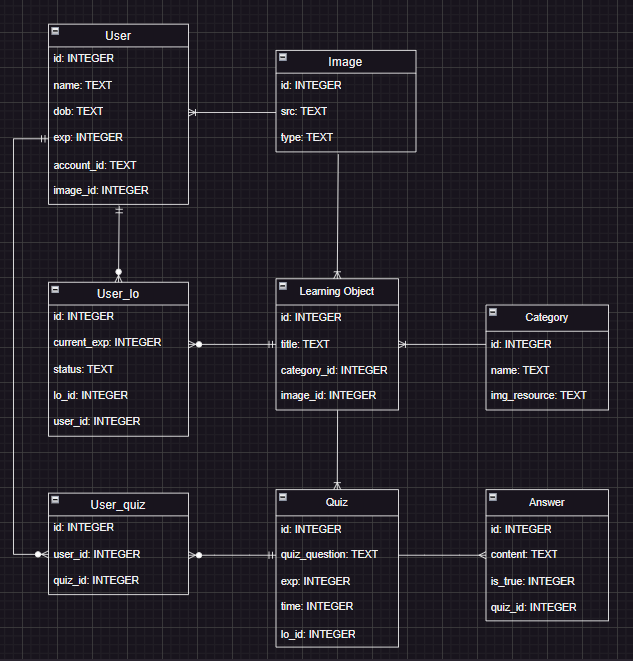 User
id: INTEGER
name: TEXT
dob: TEXT
exp: INTEGER
account_id: TEXT
image_id: INTEGER
Image
id: INTEGER
src: TEXT
type: TEXT
User_lo
id: INTEGER
current_exp: INTEGER
status: TEXT
lo_id: INTEGER
user_id: INTEGER
Learning Object
id: INTEGER
title: TEXT
category_id: INTEGER
image_id: INTEGER
Category
id: INTEGER
name: TEXT
img_resource: TEXT
User_quiz
id: INTEGER
user_id: INTEGER
quiz_id: INTEGER
Quiz
id: INTEGER
quiz_question: TEXT
exp: INTEGER
time: INTEGER
lo_id: INTEGER
Answer
id: INTEGER
content: TEXT
is_true: INTEGER
quiz_id: INTEGER